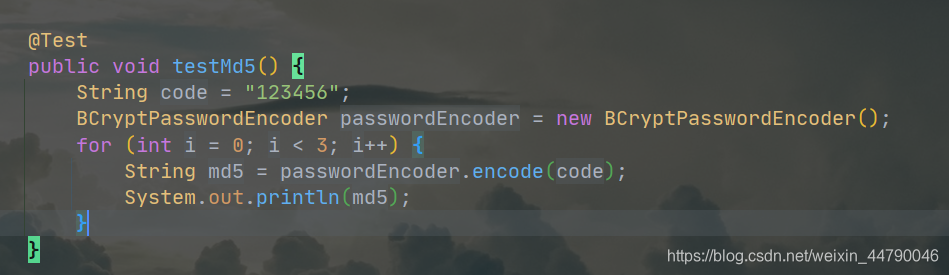 @Test
public void testMd5() {
String code = "123456";
BCryptPasswordEncoder passwordEncoder = new BCryptPasswordEncoder();
for (int i = 0; i < 3; i++) {
String md5 = passwordEncoder.encode(code);
System.out.println(md5);
}
}
https://blog.csdn.net/weixin_44790046